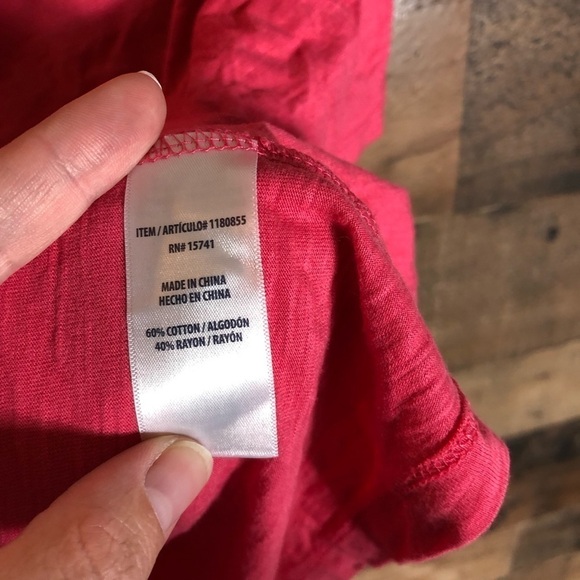 ITEM / ARTÍCULO# 1180855
RN# 15741
MADE IN CHINA
HECHO EN CHINA
60% COTTON / ALGODÓN
40% RAYON / RAYÓN